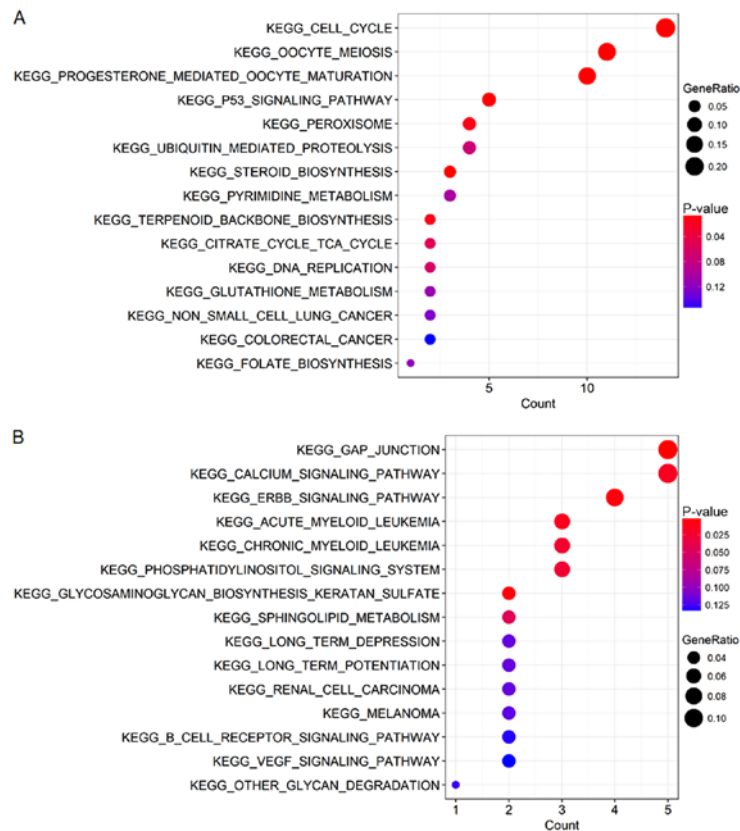 A
KEGG_CELL_CYCLE
KEGG_OOCYTE_MEIOSIS
KEGG_PROGESTERONE_MEDIATED_OOCYTE_MATURATION
KEGG_P53_SIGNALING_PATHWAY
KEGG_PEROXISOME
KEGG_UBIQUITIN_MEDIATED_PROTEOLYSIS
KEGG_STEROID_BIOSYNTHESIS
KEGG_PYRIMIDINE_METABOLISM
KEGG_TERPENOID_BACKBONE_BIOSYNTHESIS
KEGG_CITRATE_CYCLE_TCA_CYCLE
KEGG_DNA_REPLICATION
KEGG_GLUTATHIONE_METABOLISM
KEGG_NON_SMALL_CELL_LUNG_CANCER
KEGG_COLORECTAL_CANCER
KEGG_FOLATE_BIOSYNTHESIS
5 10
Count
GeneRatio
0.05
0.10
0.15
0.20
P-value
0.04
0.08
0.12
B
KEGG_GAP_JUNCTION
KEGG_CALCIUM_SIGNALING_PATHWAY
KEGG_ERBB_SIGNALING_PATHWAY
KEGG_ACUTE_MYELOID_LEUKEMIA
KEGG_CHRONIC_MYELOID_LEUKEMIA
KEGG_PHOSPHATIDYLINOSITOL_SIGNALING_SYSTEM
KEGG_GLYCOSAMINOGLYCAN_BIOSYNTHESIS_KERATAN_SULFATE
KEGG_SPHINGOLIPID_METABOLISM
KEGG_LONG_TERM_DEPRESSION
KEGG_LONG_TERM_POTENTIATION
KEGG_RENAL_CELL_CARCINOMA
KEGG_MELANOMA
KEGG_B_CELL_RECEPTOR_SIGNALING_PATHWAY
KEGG_VEGF_SIGNALING_PATHWAY
KEGG_OTHER_GLYCAN_DEGRADATION
1 2 3 4 5
Count
P-value
0.025
0.050
0.075
0.100
0.125
GeneRatio
0.04
0.06
0.08
0.10